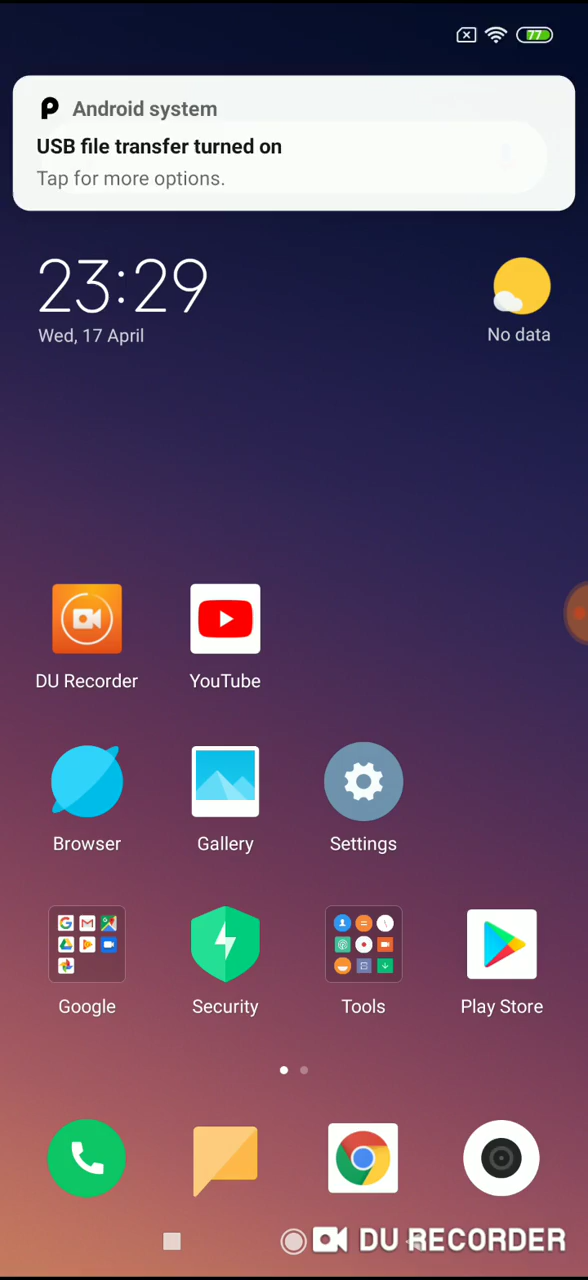 77
Android system
USB file transfer turned on
Tap for more options.
23:29
Wed, 17 April
No data
DU Recorder
YouTube
Browser
Gallery
Settings
Google
Security
Tools
Play Store
DU RECORDER